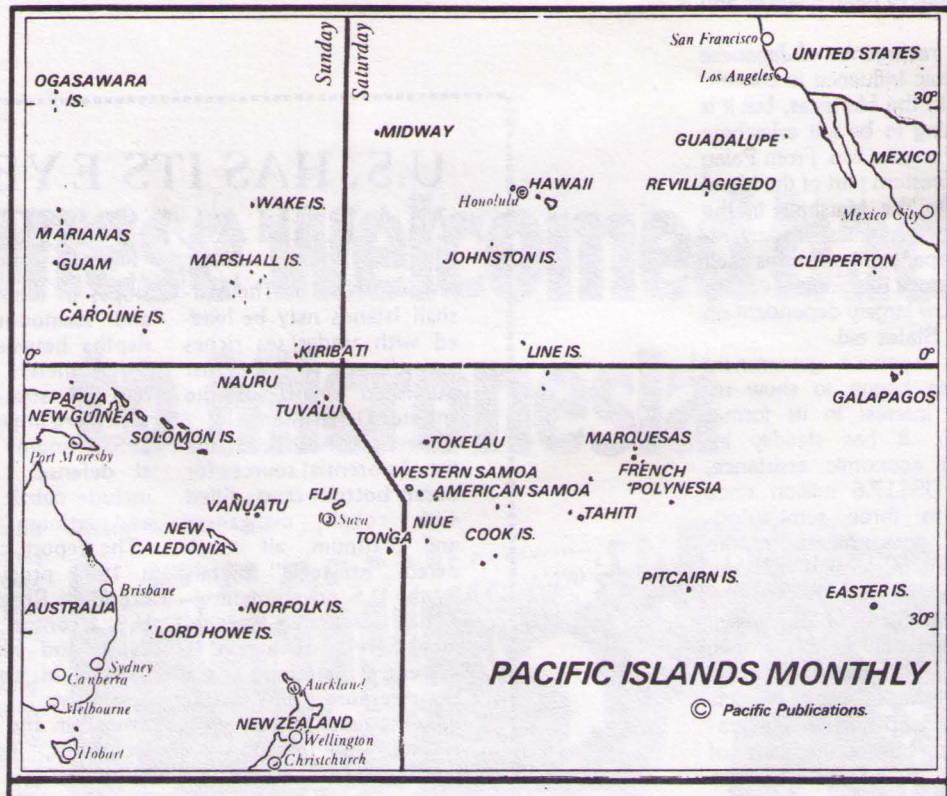 Sunday
Saturday
San Francisco
UNITED STATES
Los Angeles
OGASAWARA
IS.
30°
MIDWAY
GUADALUPE
MEXICO
HAWAII
REVILLAGIGEDO
WAKE IS.
Honolulu
Mexico City
MARIANAS
GUAM
MARSHALL IS.
JOHNSTON IS.
CLIPPERTON
CAROLINE IS.
KIRIBATI
LINE IS.
0°
0°
NAURU
PAPUA
NEW GUINEA
TUVALU
GALAPAGOS
SOLOMON IS.
TOKELAU
MARQUESAS
Port Moresby
WESTERN SAMOA
FRENCH
POLYNESIA
AMERICAN SAMOA
FIJI
VANUATU
Suva
TAHITI
NEW
CALEDONIA
NIUE
TONGA
COOK IS.
PITCAIRN IS.
Brisbane
AUSTRALIA
NORFOLK IS.
EASTER IS.
LORD HOWE IS.
30°
Sydney
Canberra
PACIFIC ISLANDS MONTHLY
Auckland
Melbourne
© Pacific Publications.
NEW ZEALAND
Wellington
Hobart
Christchurch